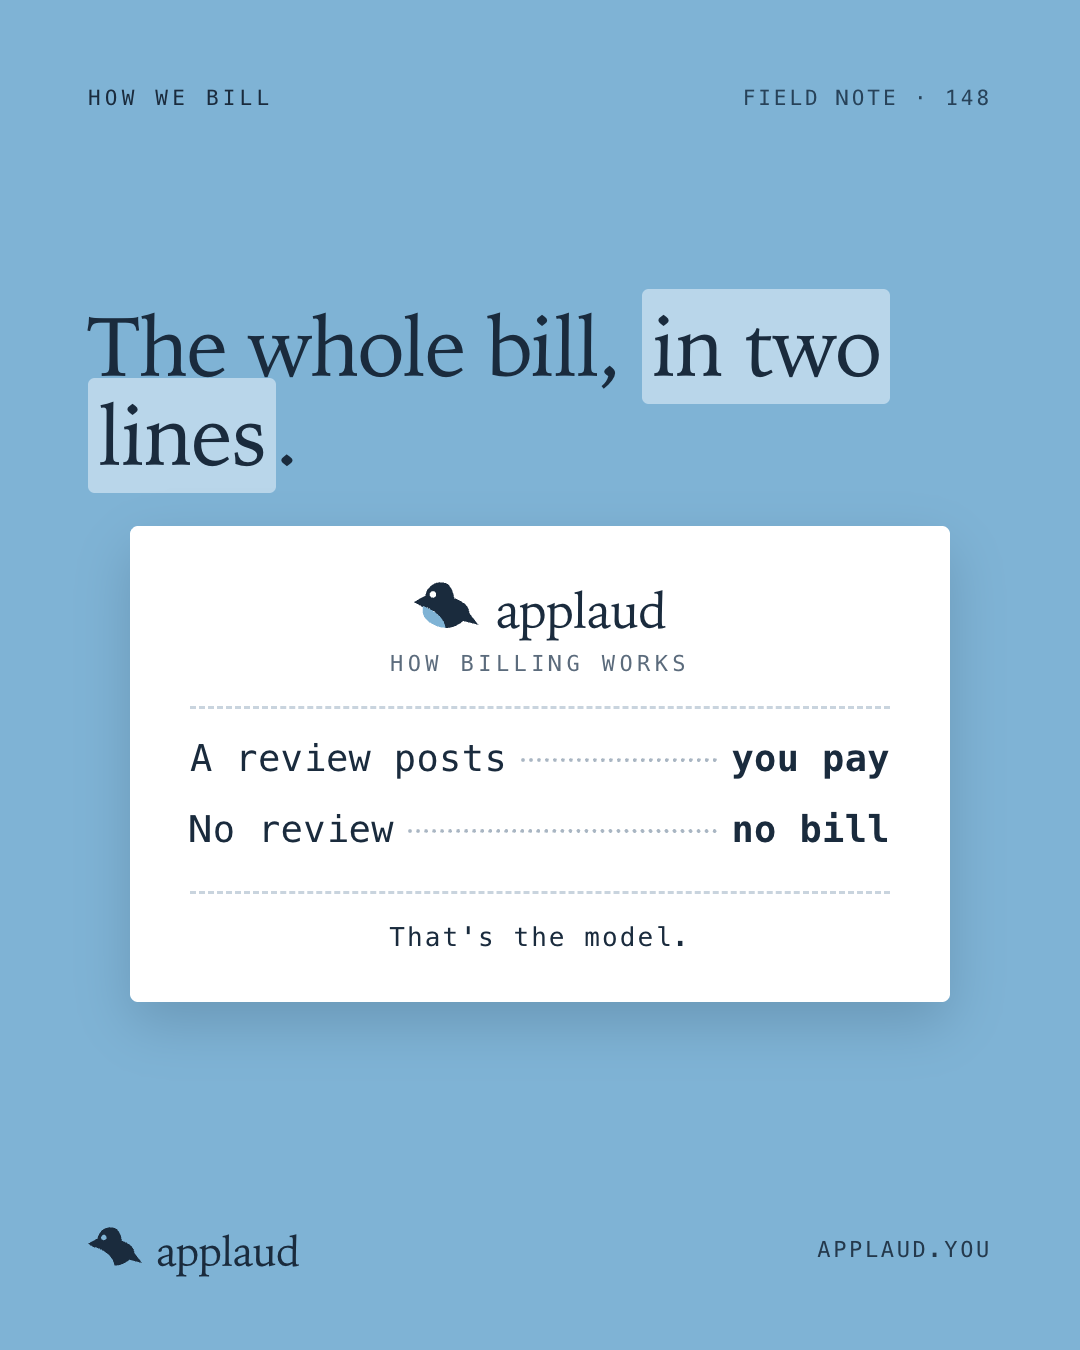 HOW WE BILL
FIELD NOTE · 148
The whole bill, in two
lines.
applaud
HOW BILLING WORKS
A review posts you pay
No review no bill
That's the model.
applaud
APPLAUD.YOU